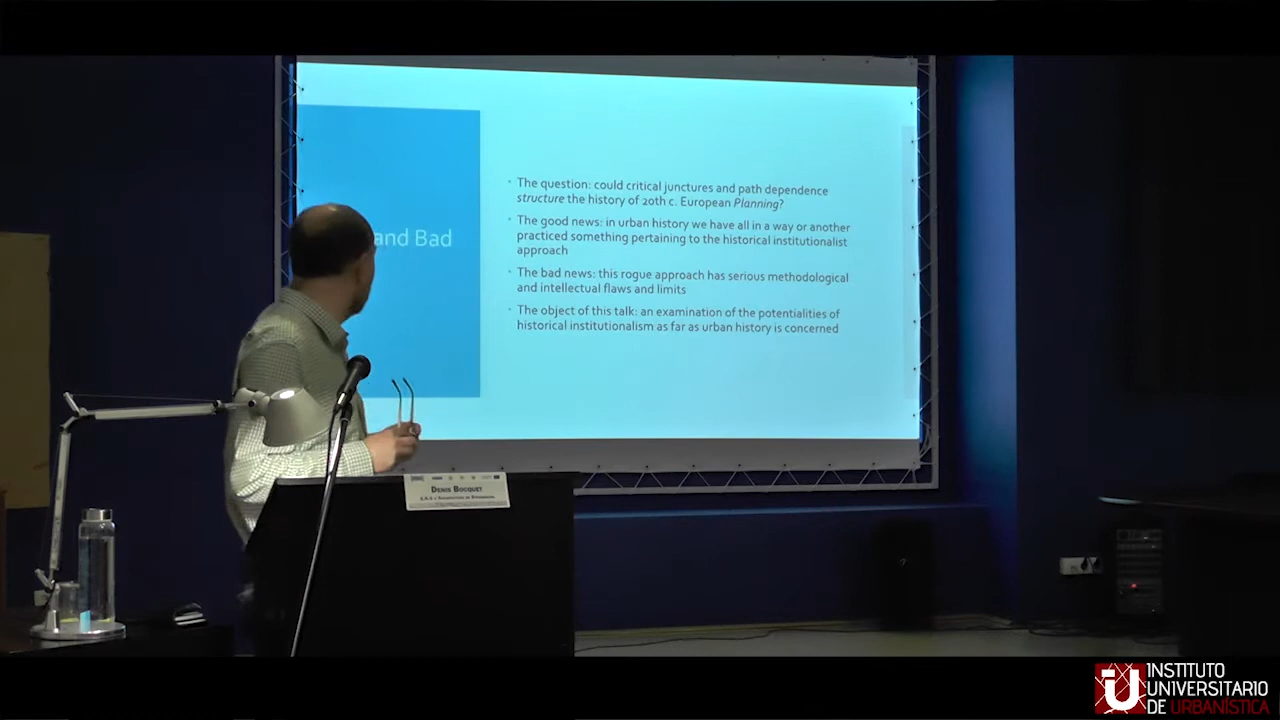 and Bad
• The question: could critical junctures and path dependence
structure the history of 20th c. European Planning?
• The good news: in urban history we have all in a way or another
practiced something pertaining to the historical institutionalist
approach
• The bad news: this rogue approach has serious methodological
and intellectual flaws and limits
• The object of this talk: an examination of the potentialities of
historical institutionalism as far as urban history is concerned
DENIS BOCQUET
iU INSTITUTO
UNIVERSITARIO
DE URBANÍSTICA